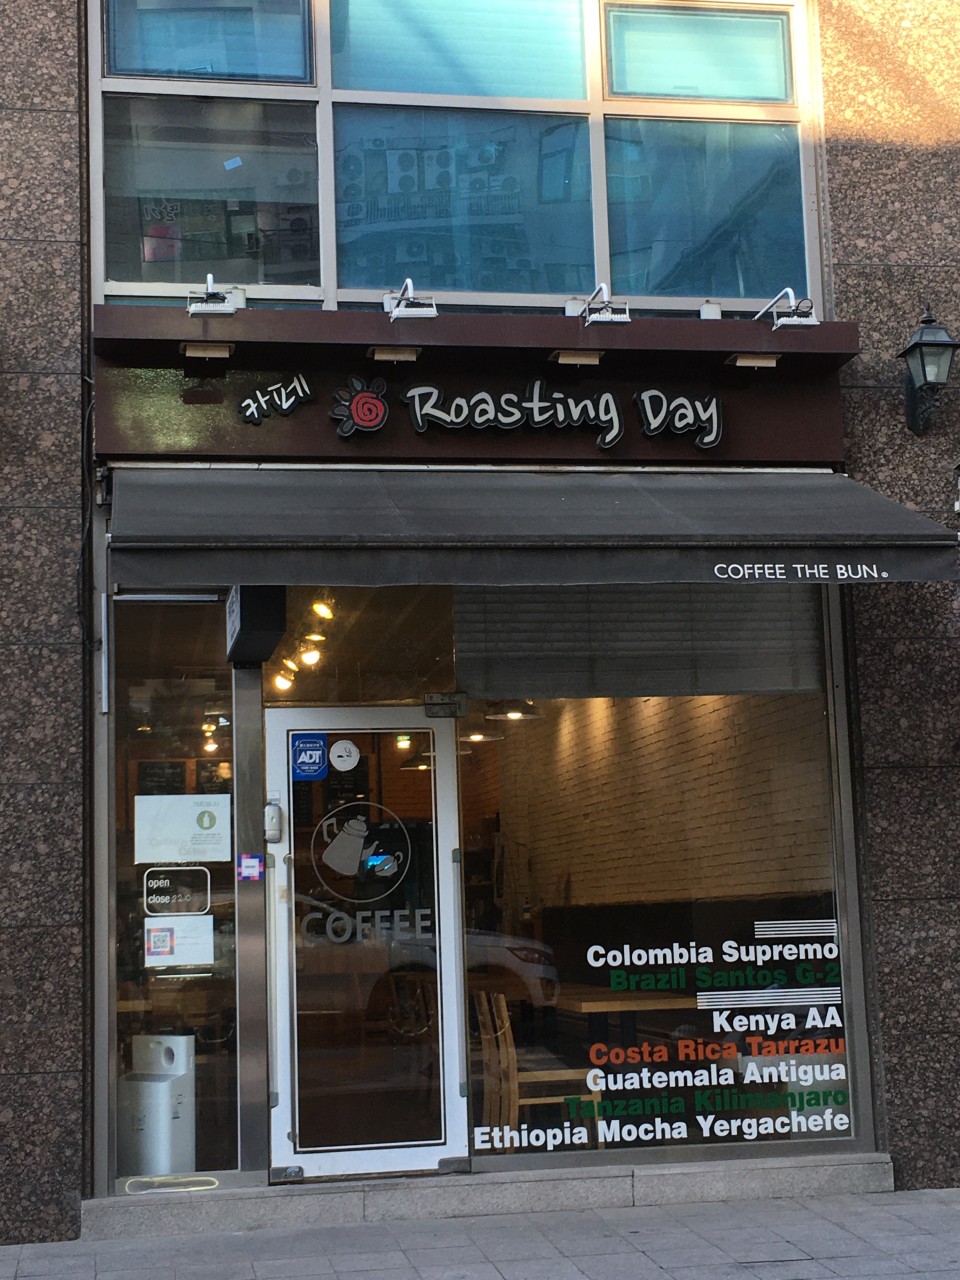 카페 Roasting Day
COFFEE THE BUN®
ADT
COFFEE
open
close 22:0
Colombia Supremo
Brazil Santos G-2
Kenya AA
Costa Rica Tarrazu
Guatemala Antigua
Tanzania Kilimanjaro
Ethiopia Mocha Yergachefe